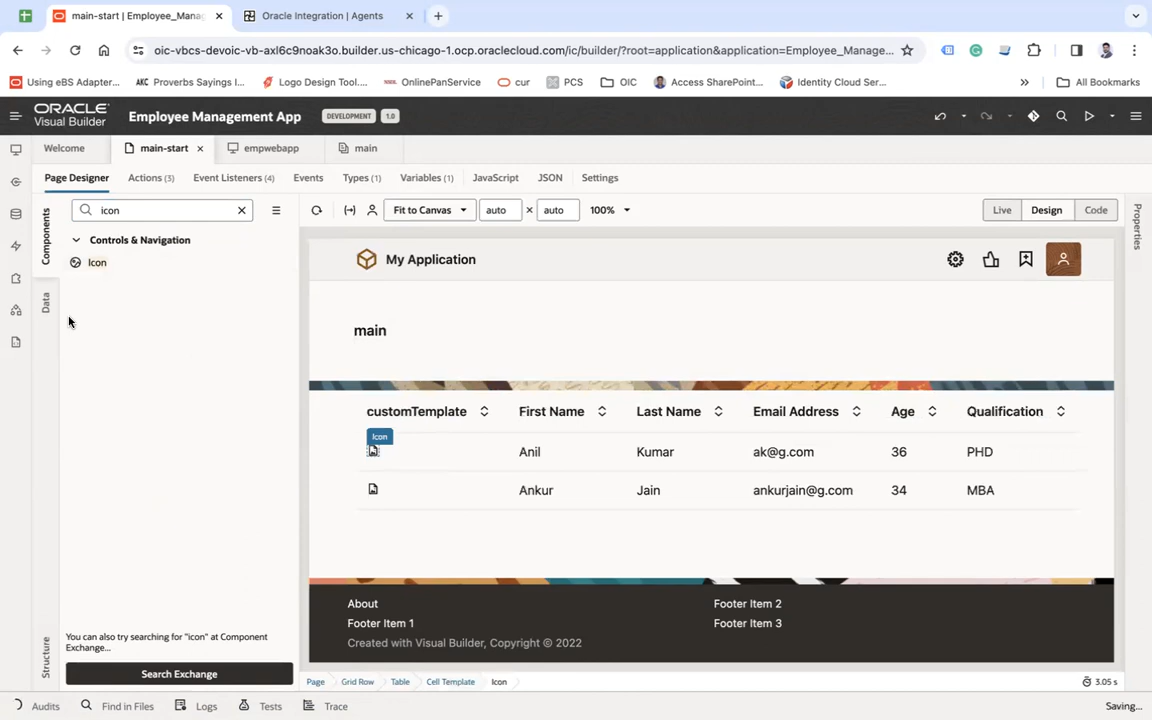 main-start | Employee_Manag
Oracle Integration | Agents
oic-vbcs-devoic-vb-axl6c9noak3o.builder.us-chicago-1.ocp.oraclecloud.com/ic/builder/?root=application&application=Employee_Manage...
Using eBS Adapter...
AKC Proverbs Sayings I...
Logo Design Tool....
OnlinePanService
cur
PCS
OIC
Access SharePoint...
Identity Cloud Ser...
All Bookmarks
ORACLE
Visual Builder
Employee Management App
DEVELOPMENT
1.0
Welcome
main-start
empwebapp
main
Page Designer
Actions (3)
Event Listeners (4)
Events
Types (1)
Variables (1)
JavaScript
JSON
Settings
Components
Data
Structure
icon
Controls & Navigation
Icon
You can also try searching for "icon" at Component
Exchange...
Search Exchange
Fit to Canvas
auto
auto
100%
Live
Design
Code
Properties
My Application
main
customTemplate
First Name
Last Name
Email Address
Age
Qualification
Icon
Anil
Kumar
ak@g.com
36
PHD
Ankur
Jain
ankurjain@g.com
34
MBA
About
Footer Item 2
Footer Item 1
Footer Item 3
Created with Visual Builder, Copyright © 2022
Page
Grid Row
Table
Cell Template
Icon
3.05 s
Audits
Find in Files
Logs
Tests
Trace
Saving...